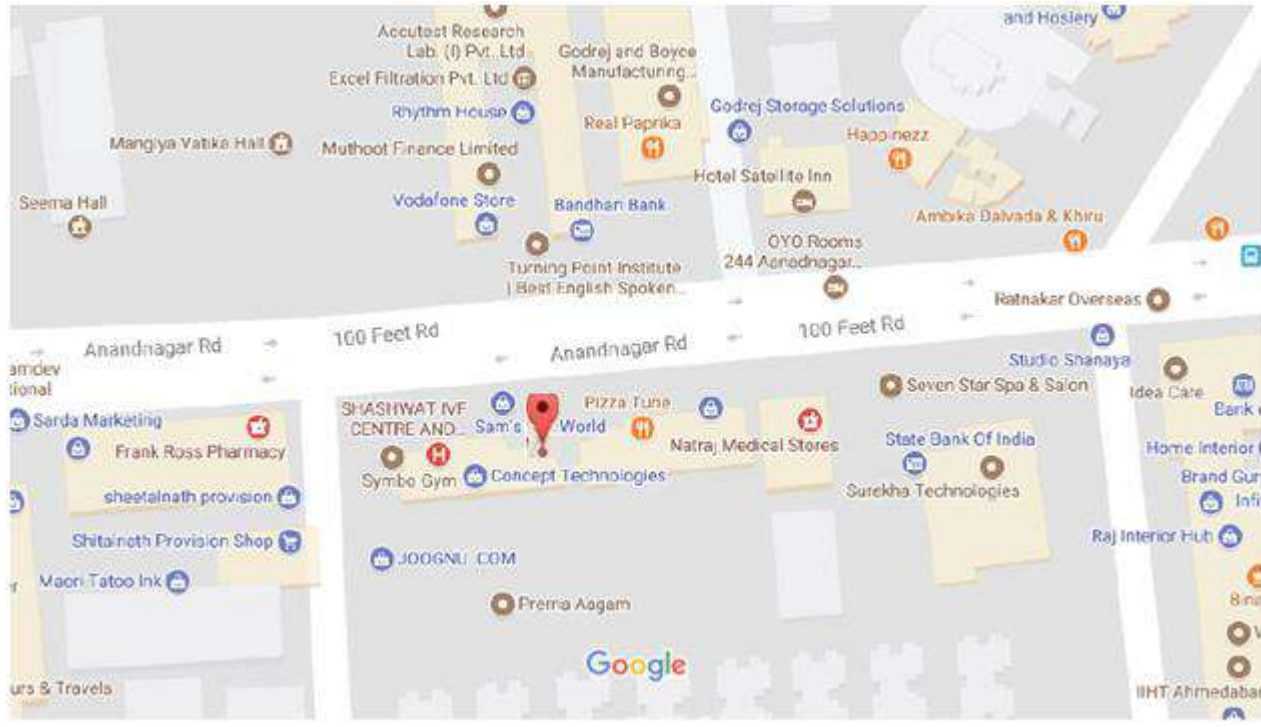 and Hosiery
Accutest Research
Lab. (I) Pvt. Ltd
Godrej and Boyce
Manufacturing...
Excel Filtration Pvt. Ltd
Rhythm House
Godrej Storage Solutions
Real Paprika
Happinezz
Mangiya Vatika Hall
Muthoot Finance Limited
Hotel Satellite Inn
Seema Hall
Vodafone Store
Bandhan Bank
Ambika Dalvada & Khiru
OYO Rooms
244 Aanadnagar...
Turning Point Institute
| Best English Spoken...
Ratnakar Overseas
100 Feet Rd
100 Feet Rd
Anandnagar Rd
Anandnagar Rd
Studio Shanaya
amdev
ional
Seven Star Spa & Salon
Idea Care
Sarda Marketing
SHASHWAT IVF
CENTRE AND...
Pizza Tune
Bank
Sam's World
Natraj Medical Stores
State Bank Of India
Home Interior
Frank Ross Pharmacy
Symbo Gym
Concept Technologies
Surekha Technologies
Brand Gur
Infi
sheetalnath provision
Shitalnath Provision Shop
Raj Interior Hub
JOOGNU .COM
Maori Tatoo Ink
Prerna Aagam
Bina
Google
urs & Travels
IIHT Ahmedabad